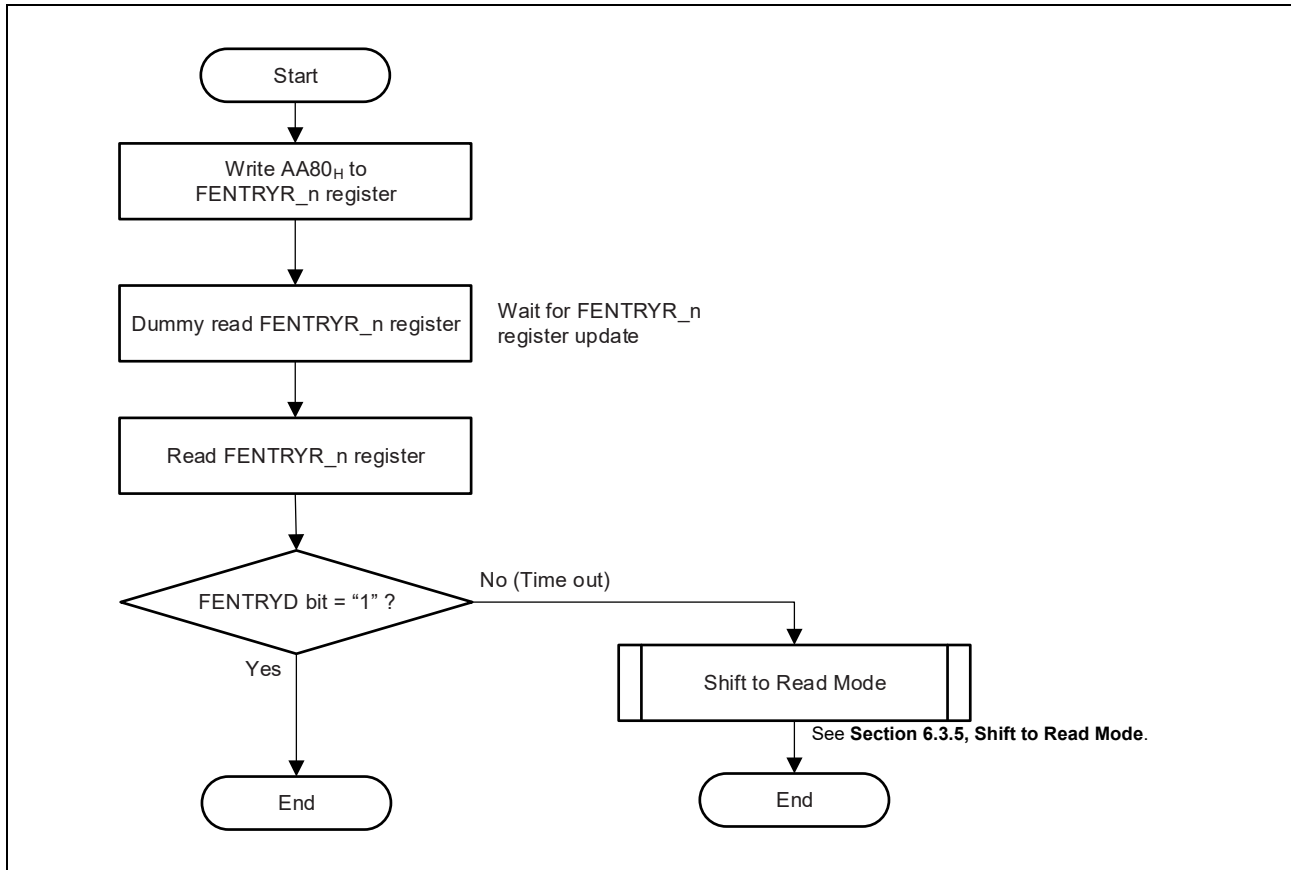 Start
Write AA80H to
FENTRYR_n register
Dummy read FENTRYR_n register
Wait for FENTRYR_n
register update
Read FENTRYR_n register
FENTRYD bit = “1” ?
No (Time out)
Yes
Shift to Read Mode
See Section 6.3.5, Shift to Read Mode.
End
End